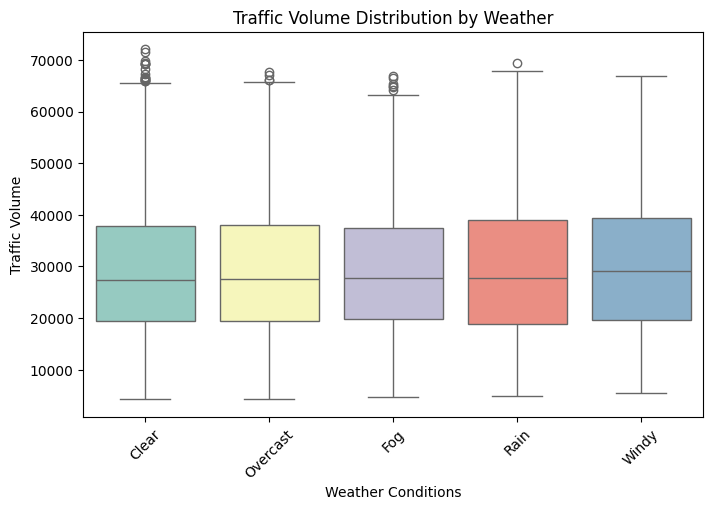 Traffic Volume Distribution by Weather
Traffic Volume
70000
60000
50000
40000
30000
20000
10000
Clear
Overcast
Fog
Rain
Windy
Weather Conditions